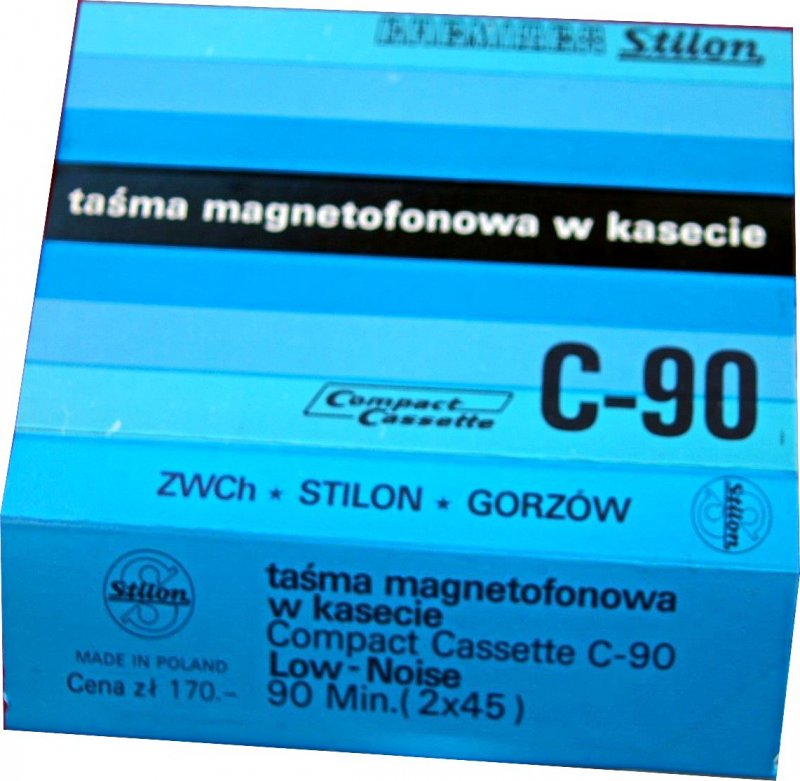 Stilon
taśma magnetofonowa w kasecie
C-90
Compact
Cassette
ZWCh ★ STILON ★ GORZÓW
Stilon
Stilon
MADE IN POLAND
Cena zł 170.-
taśma magnetofonowa
w kasecie
Compact Cassette C-90
Low-Noise
90 Min.(2x45)